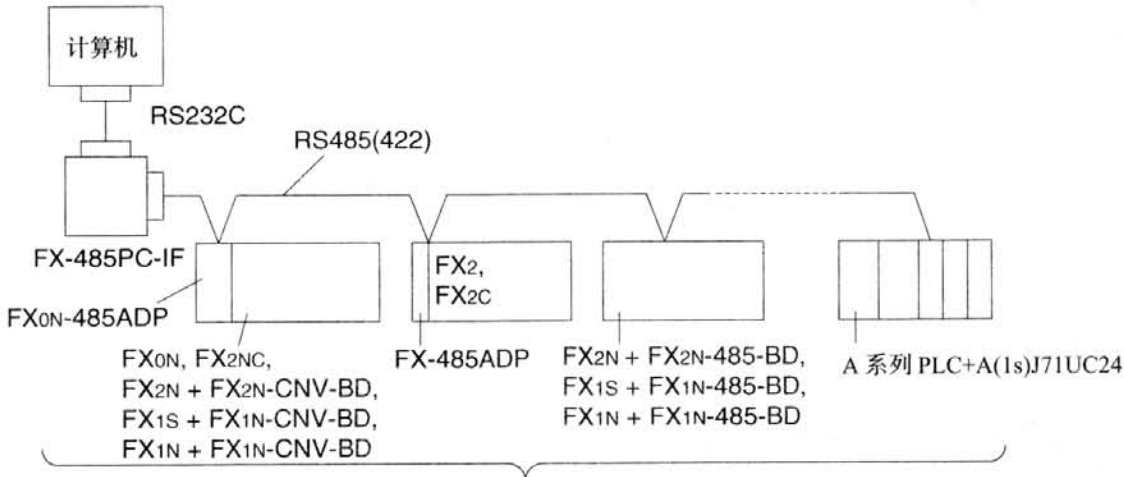 计算机
RS232C
RS485(422)
FX-485PC-IF
FX0N-485ADP
FX2,
FX2C
FX0N, FX2NC,
FX2N + FX2N-CNV-BD,
FX1S + FX1N-CNV-BD,
FX1N + FX1N-CNV-BD
FX-485ADP
FX2N + FX2N-485-BD,
FX1S + FX1N-485-BD,
FX1N + FX1N-485-BD
A 系列 PLC+A(1s)J71UC24